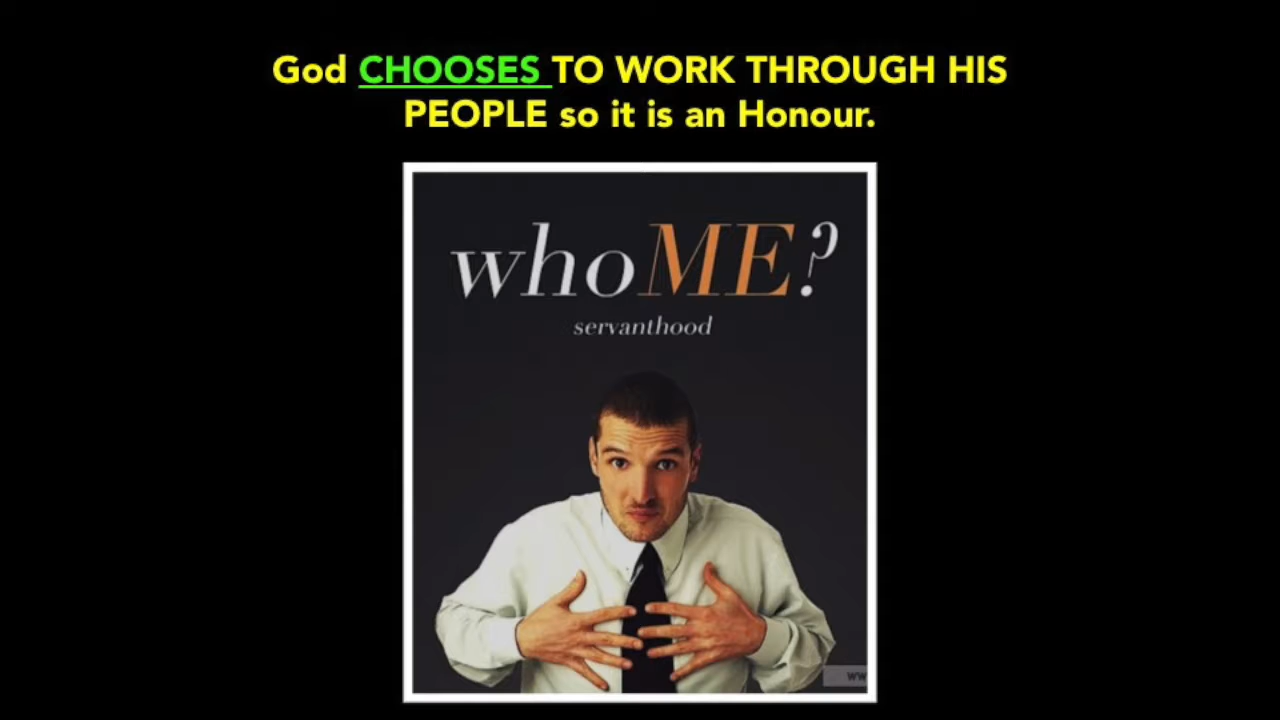 God CHOOSES TO WORK THROUGH HIS
PEOPLE so it is an Honour.
whoME?
servanthood